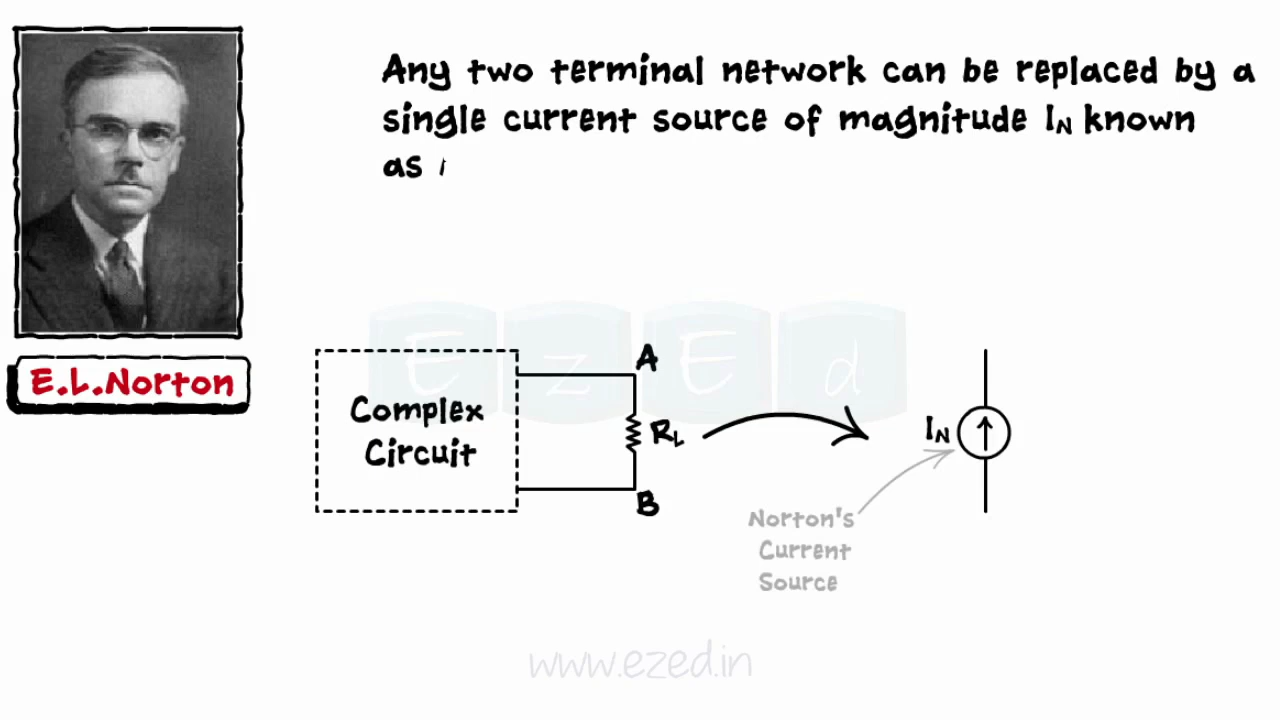 Any two terminal network can be replaced by a
single current source of magnitude IN known
as
E.L.Norton
EzEd
A
Complex
Circuit
RL
IN
B
Norton's
Current
Source
www.ezed.in